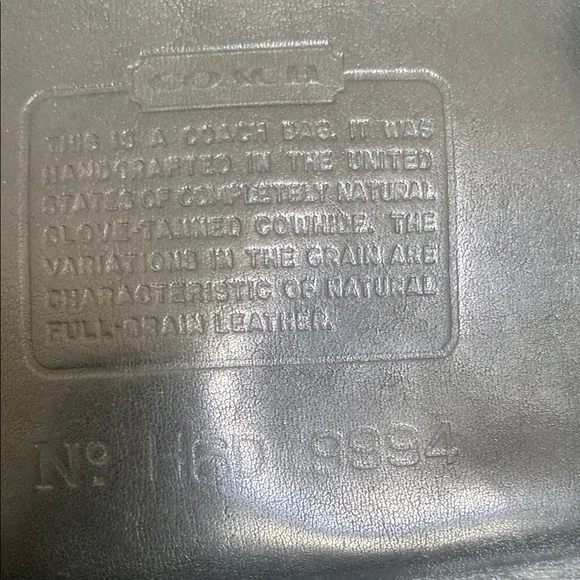 COACH
THIS IS A COACH BAG. IT WAS
HANDCRAFTED IN THE UNITED
STATES OF COMPLETELY NATURAL
GLOVE-TANNED COWHIDE. THE
VARIATIONS IN THE GRAIN ARE
CHARACTERISTIC OF NATURAL
FULL-GRAIN LEATHER.
Nº H6D 9994